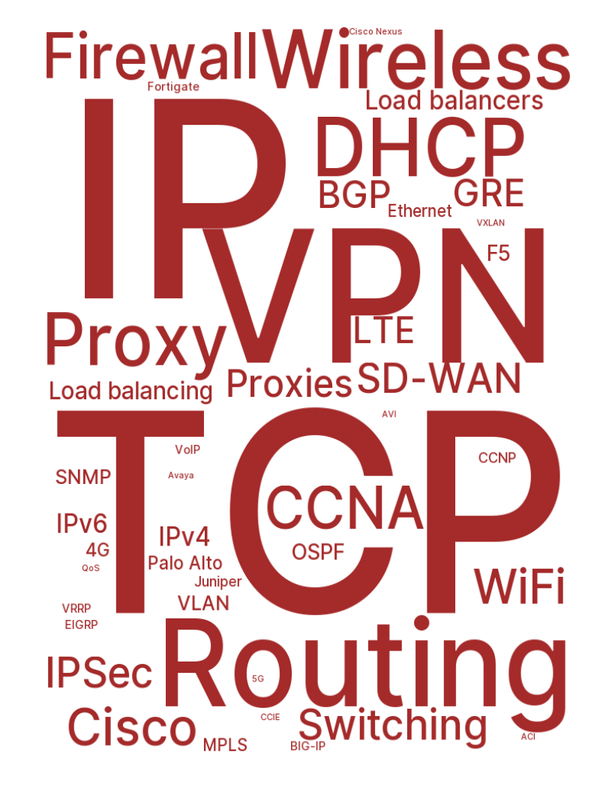 Cisco Nexus
Firewall
Wireless
Fortigate
Load balancers
IP
DHCP
BGP
GRE
Ethernet
VXLAN
VPN
F5
Proxy
LTE
Load balancing
Proxies
SD-WAN
TCP
AVI
VoIP
CCNP
SNMP
Avaya
CCNA
IPv6
IPv4
4G
OSPF
QoS
Palo Alto
Juniper
WiFi
VLAN
VRRP
EIGRP
Routing
IPSec
5G
Cisco
CCIE
Switching
MPLS
BIG-IP
ACI